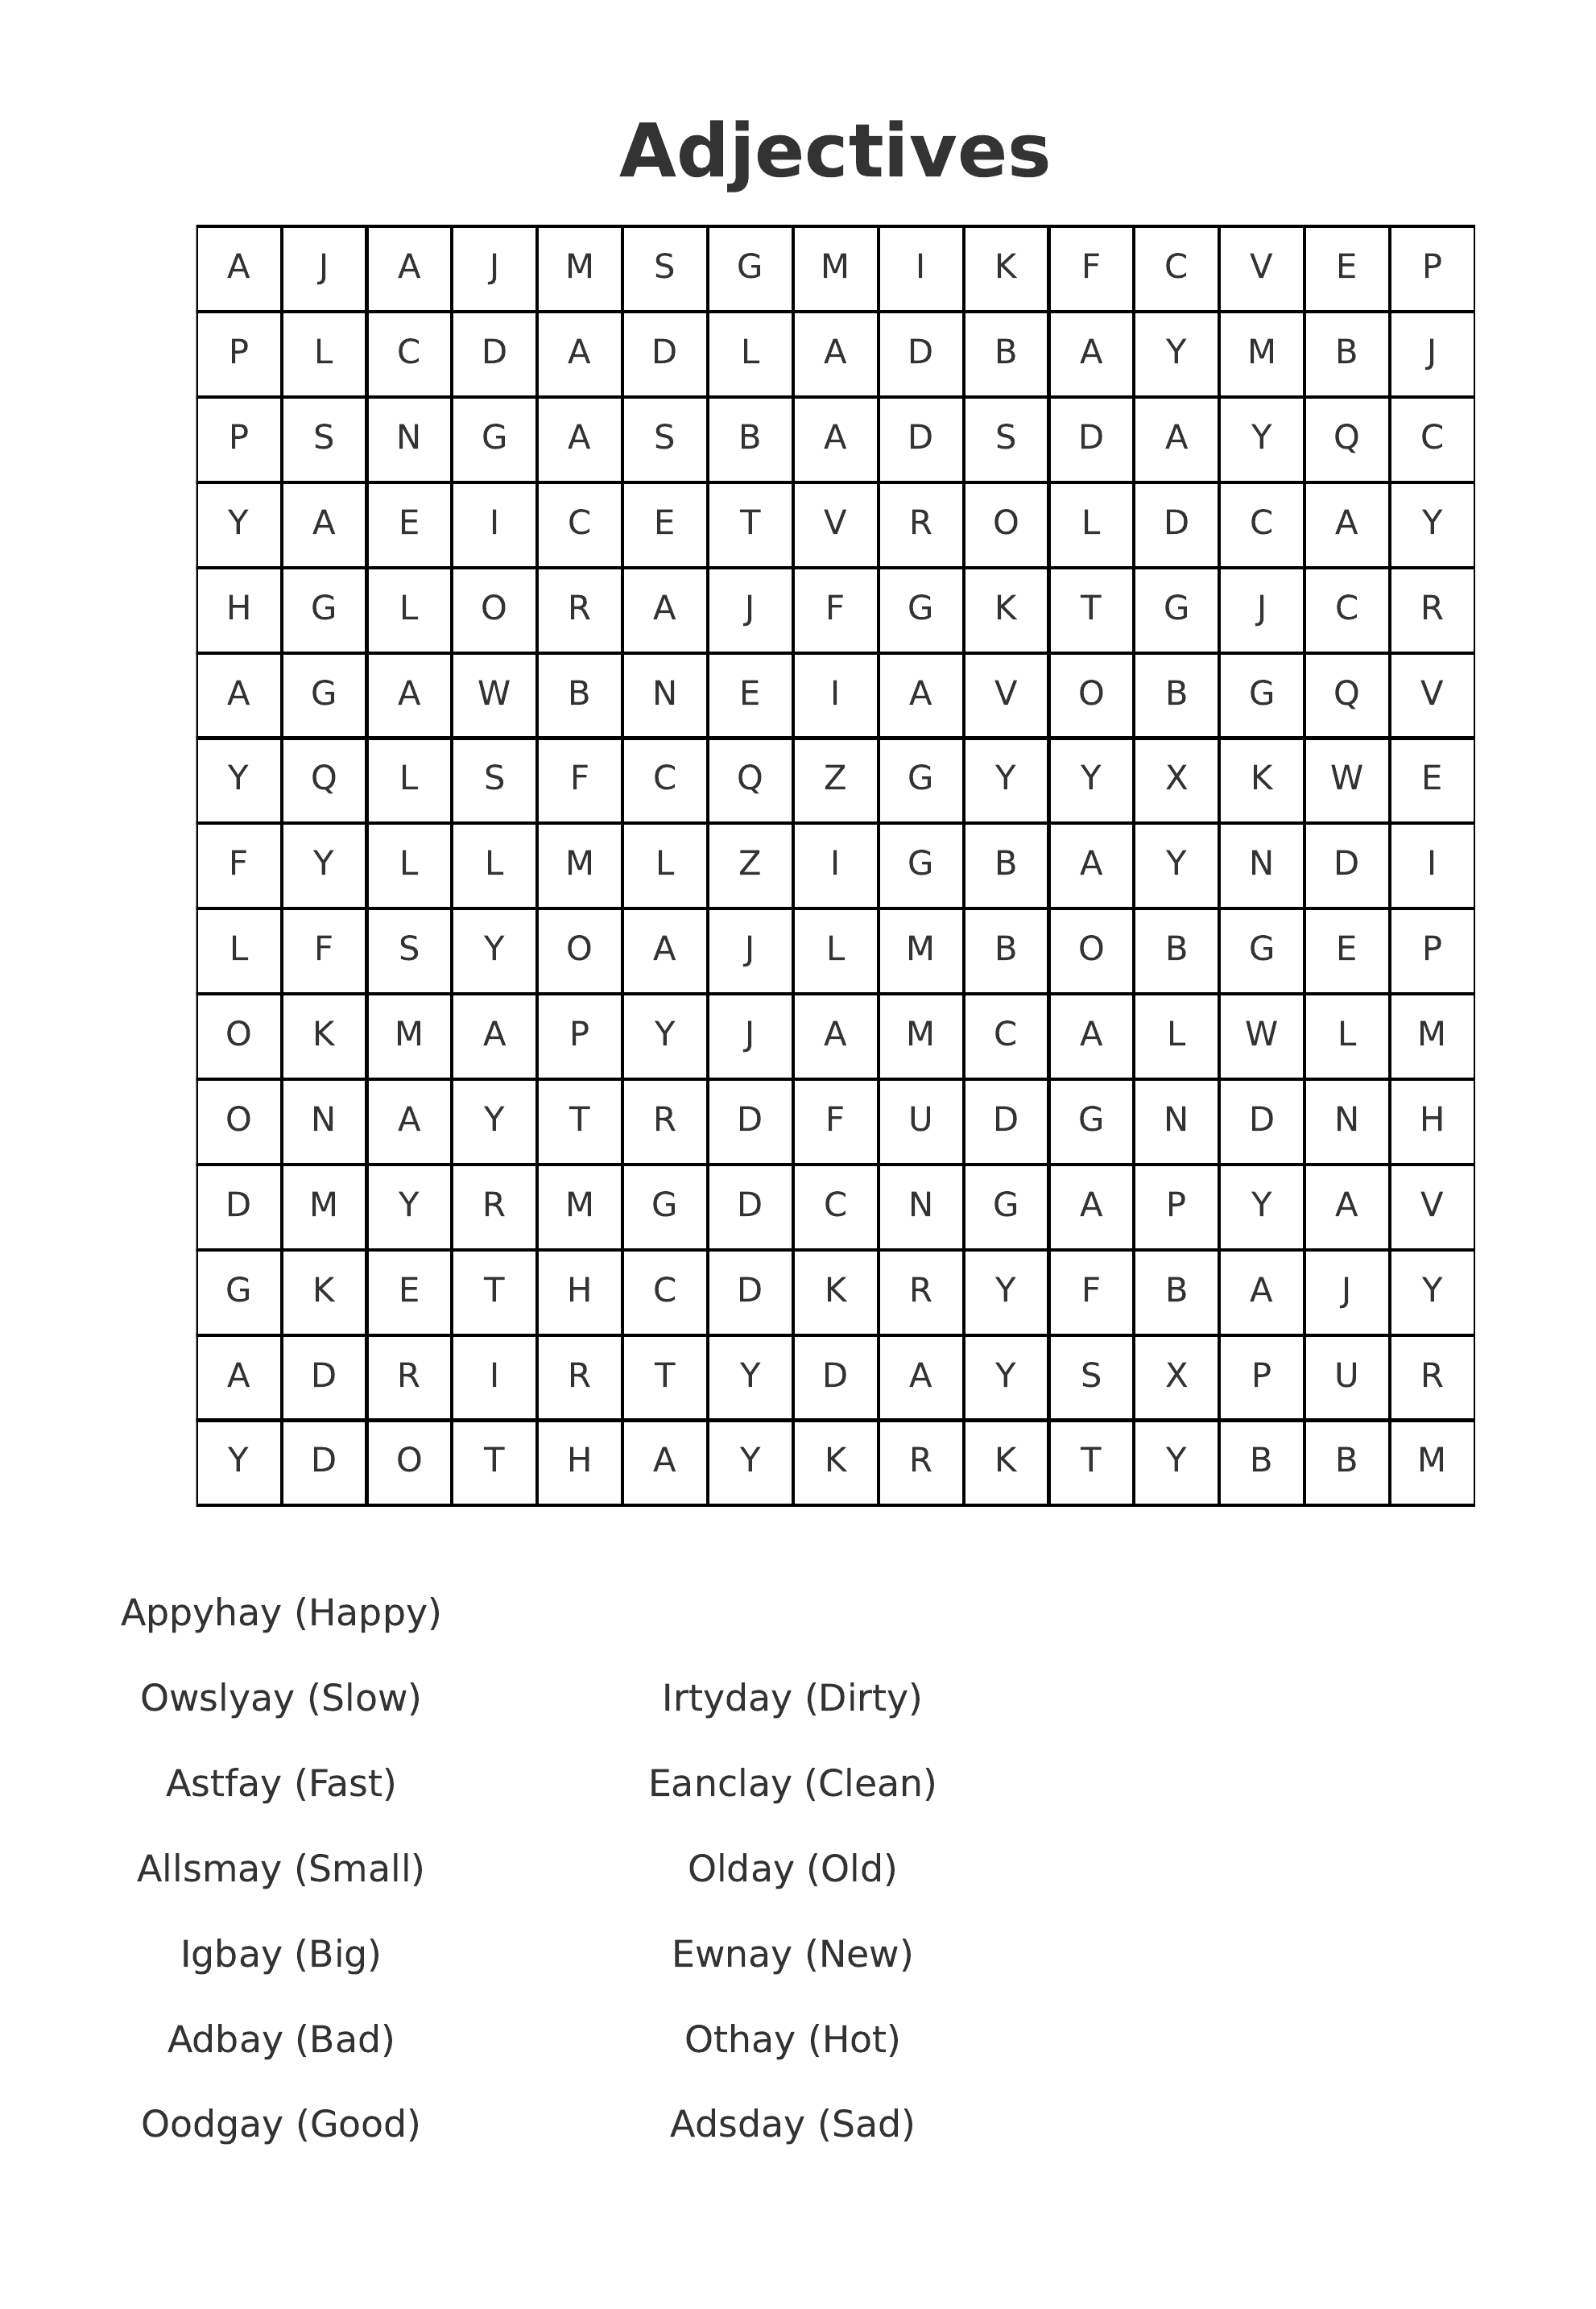 Adjectives
A J A J M S G M I K F C V E P
P L C D A D L A D B A Y M B J
P S N G A S B A D S D A Y Q C
Y A E I C E T V R O L D C A Y
H G L O R A J F G K T G J C R
A G A W B N E I A V O B G Q V
Y Q L S F C Q Z G Y Y X K W E
F Y L L M L Z I G B A Y N D I
L F S Y O A J L M B O B G E P
O K M A P Y J A M C A L W L M
O N A Y T R D F U D G N D N H
D M Y R M G D C N G A P Y A V
G K E T H C D K R Y F B A J Y
A D R I R T Y D A Y S X P U R
Y D O T H A Y K R K T Y B B M
Appyhay (Happy)
Owslyay (Slow) Irtyday (Dirty)
Astfay (Fast) Eanclay (Clean)
Allsmay (Small) Olday (Old)
Igbay (Big) Ewnay (New)
Adbay (Bad) Othay (Hot)
Oodgay (Good) Adsday (Sad)